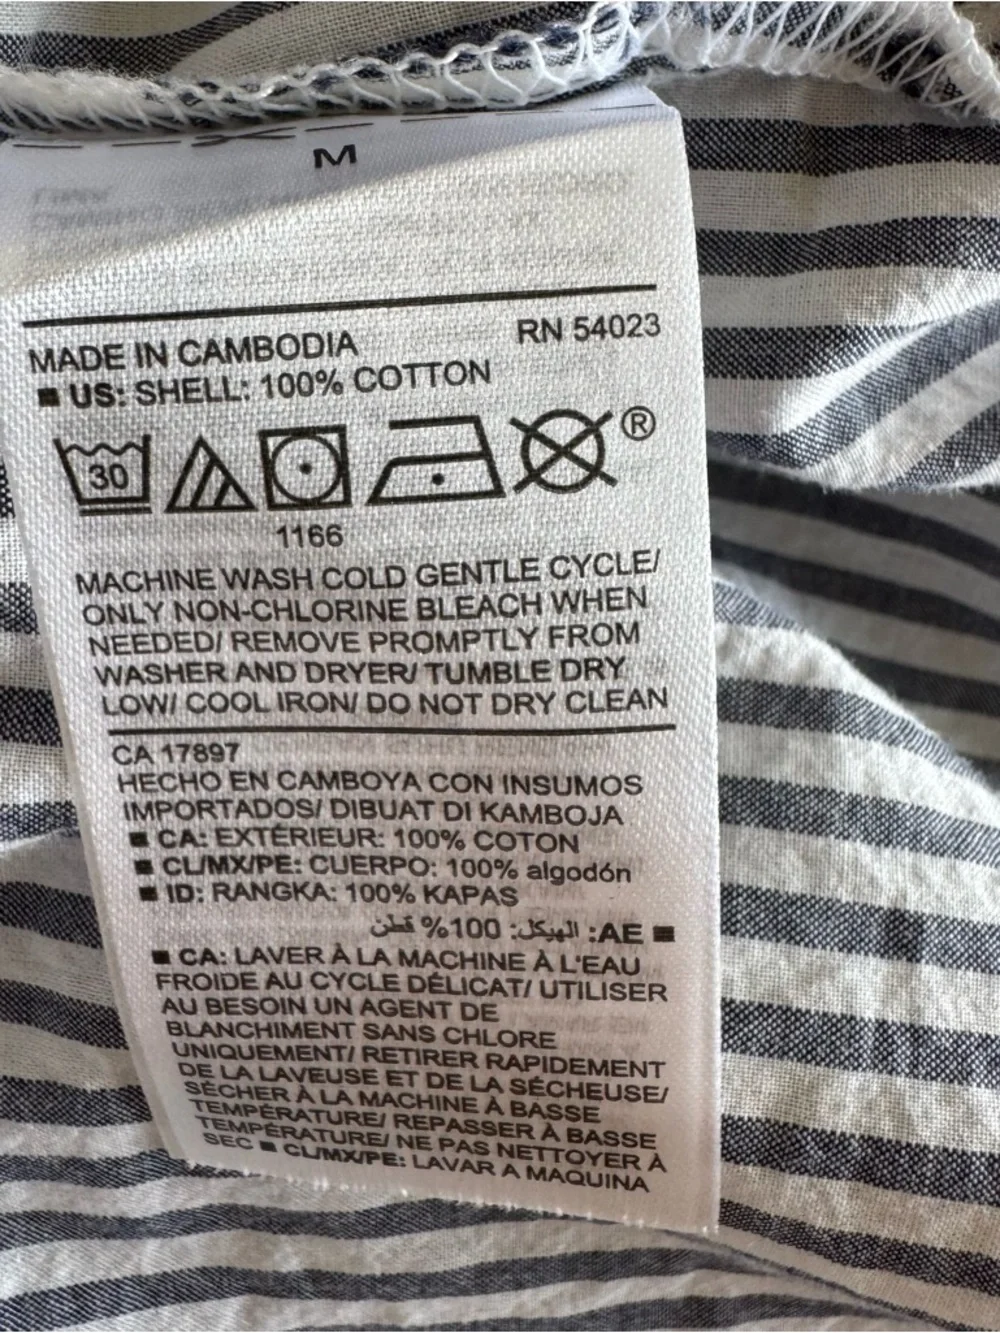 M
MADE IN CAMBODIA RN 54023
■ US: SHELL: 100% COTTON
30 ®
1166
MACHINE WASH COLD GENTLE CYCLE/
ONLY NON-CHLORINE BLEACH WHEN
NEEDED/ REMOVE PROMPTLY FROM
WASHER AND DRYER/ TUMBLE DRY
LOW/ COOL IRON/ DO NOT DRY CLEAN
CA 17897
HECHO EN CAMBOYA CON INSUMOS
IMPORTADOS/ DIBUAT DI KAMBOJA
■ CA: EXTÉRIEUR: 100% COTON
■ CL/MX/PE: CUERPO: 100% algodón
■ ID: RANGKA: 100% KAPAS
■ AE: الهيكل: 100% قطن
■ CA: LAVER À LA MACHINE À L'EAU
FROIDE AU CYCLE DÉLICAT/ UTILISER
AU BESOIN UN AGENT DE
BLANCHIMENT SANS CHLORE
UNIQUEMENT/ RETIRER RAPIDEMENT
DE LA LAVEUSE ET DE LA SÉCHEUSE/
SÉCHER À LA MACHINE À BASSE
TEMPÉRATURE/ REPASSER À BASSE
TEMPÉRATURE/ NE PAS NETTOYER À
SEC ■ CL/MX/PE: LAVAR A MAQUINA